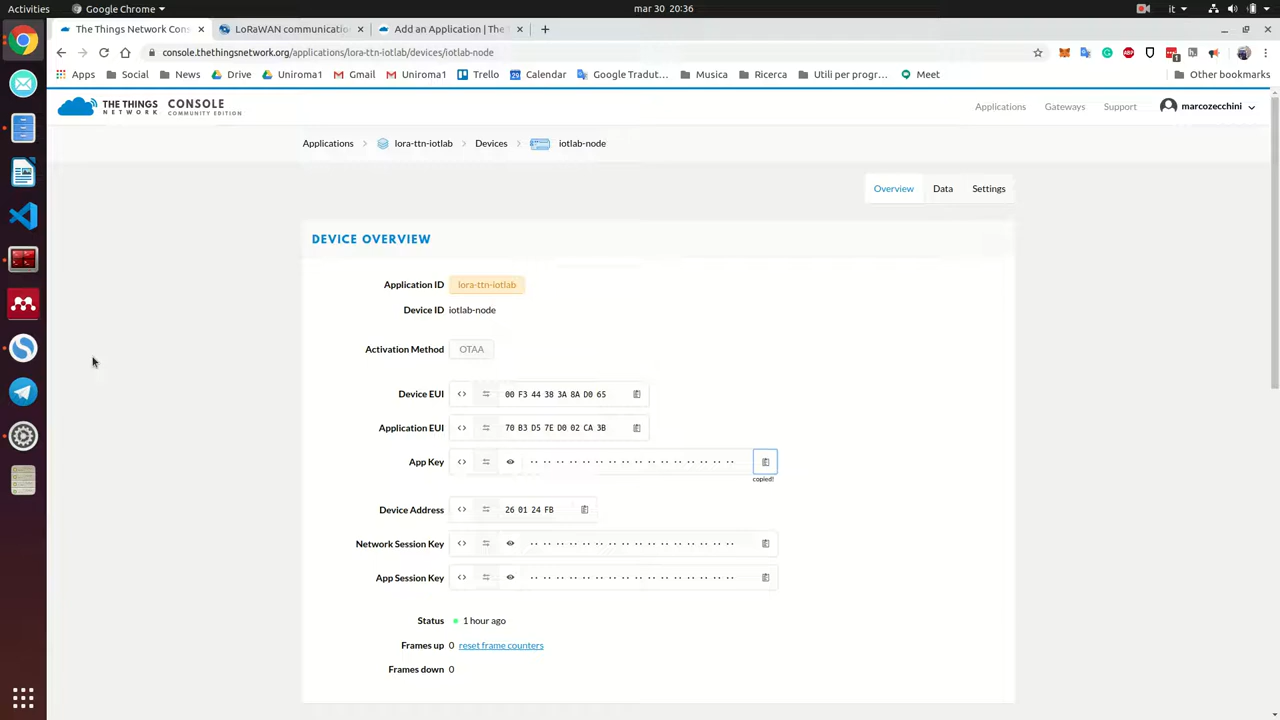 Activities
Google Chrome
mar 30 20:36
it
The Things Network Cons
LoRaWAN communicatio
Add an Application | The
console.thethingsnetwork.org/applications/lora-ttn-iotlab/devices/iotlab-node
Apps Social News Drive Uniroma1 Gmail Uniroma1 Trello Calendar Google Tradut... Musica Ricerca Utili per progr... Meet Other bookmarks
THE THINGS NETWORK
CONSOLE
COMMUNITY EDITION
Applications Gateways Support marcozecchini
Applications > lora-ttn-iotlab > Devices > iotlab-node
Overview Data Settings
DEVICE OVERVIEW
Application ID lora-ttn-iotlab
Device ID iotlab-node
Activation Method OTAA
Device EUI 00 F3 44 38 3A 8A D0 65
Application EUI 70 B3 D5 7E D0 02 CA 3B
App Key
copied!
Device Address 26 01 24 FB
Network Session Key
App Session Key
Status 1 hour ago
Frames up 0 reset frame counters
Frames down 0